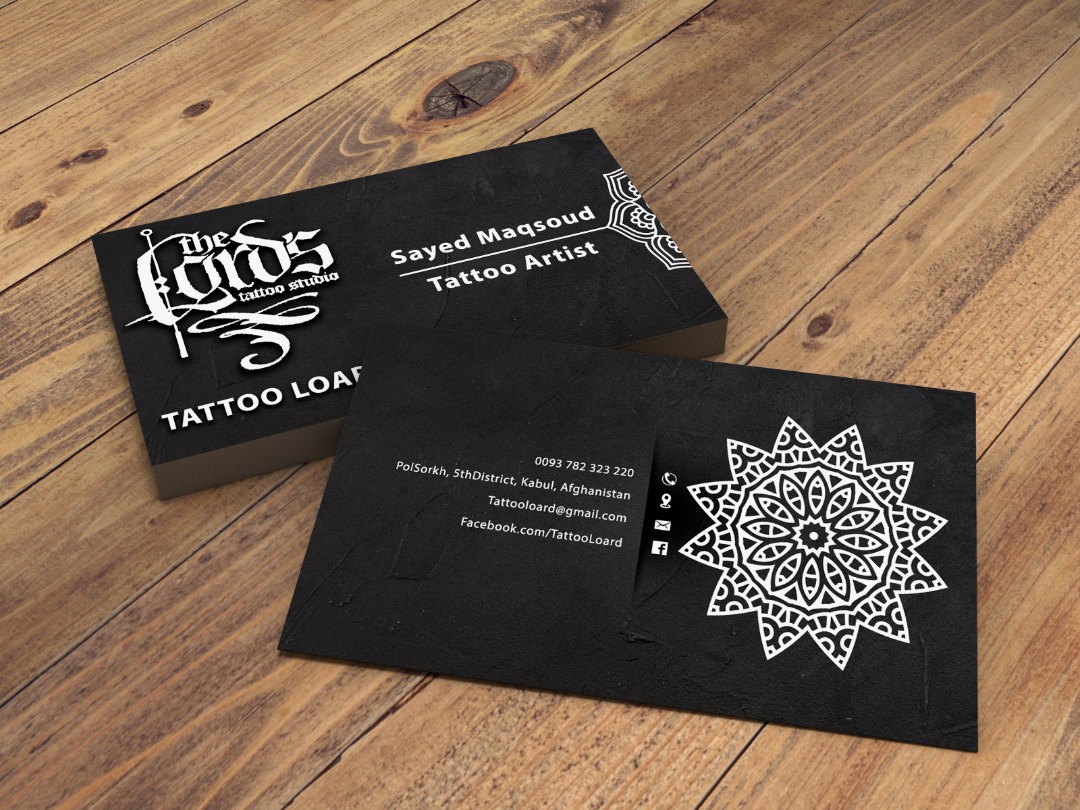 the
Lord's
tattoo studio
Sayed Maqsoud
Tattoo Artist
TATTOO LOAR
0093 782 323 220
PolSorkh, 5thDistrict, Kabul, Afghanistan
Tattooloard@gmail.com
Facebook.com/TattooLoard